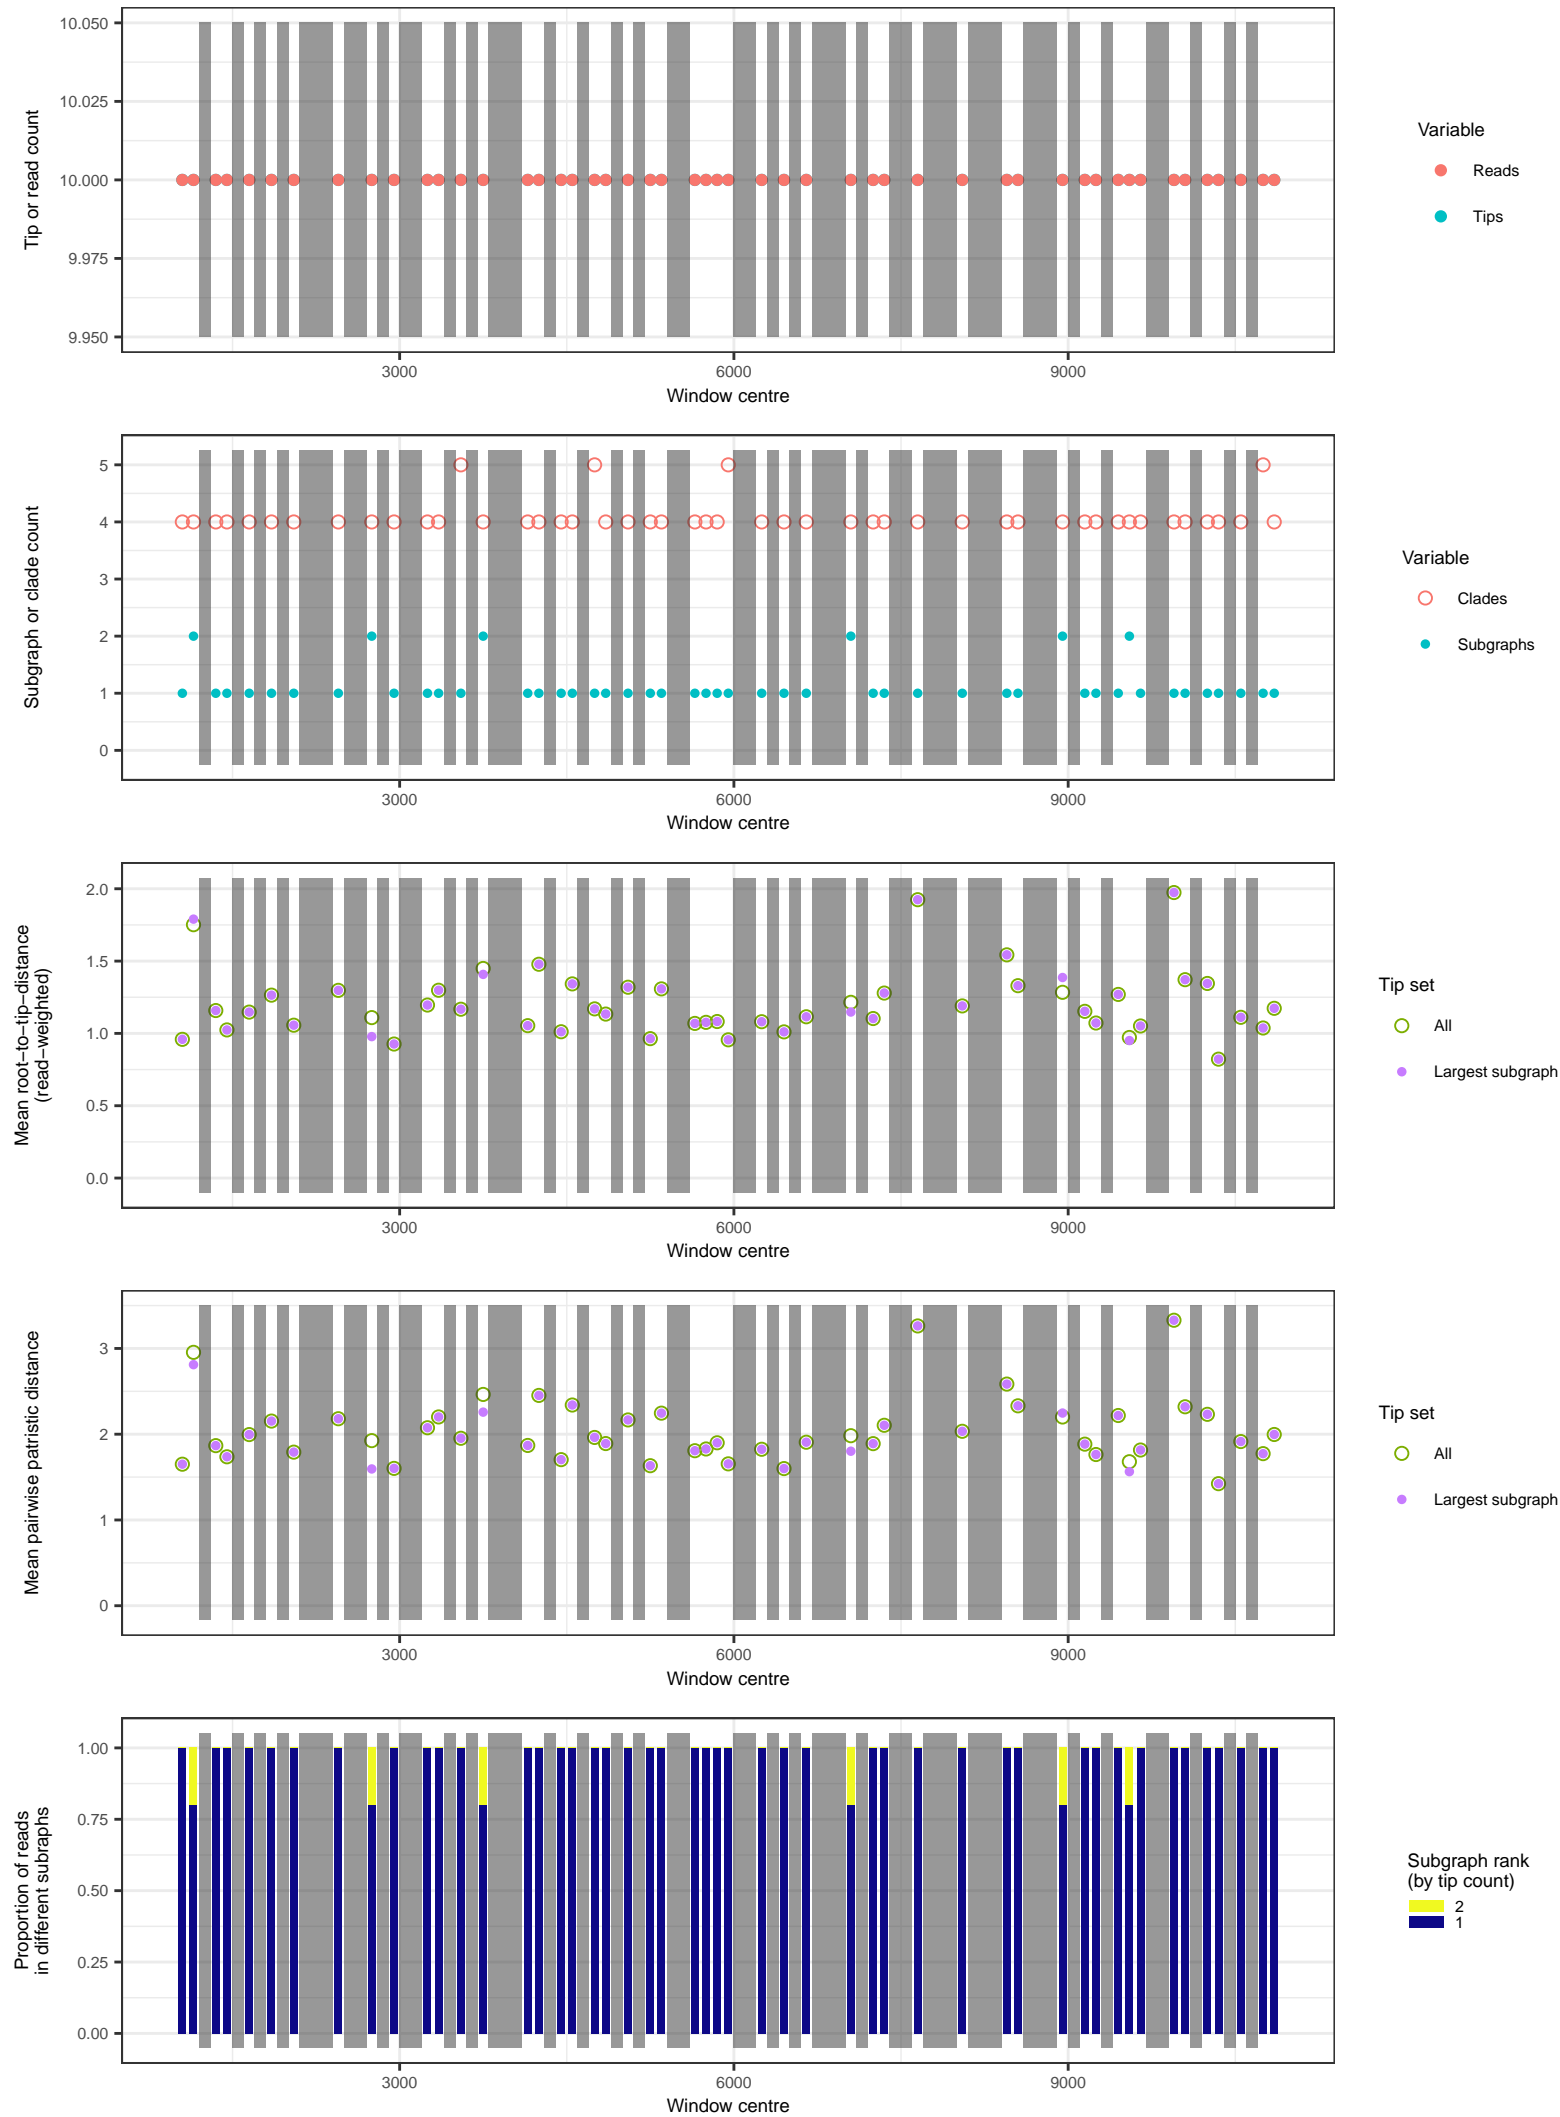 10.050
10.025
10.000
9.975
9.950
Tip or read count
3000 6000 9000
Window centre
Variable
Reads
Tips
5
4
3
2
1
0
Subgraph or clade count
3000 6000 9000
Window centre
Variable
Clades
Subgraphs
2.0
1.5
1.0
0.5
0.0
Mean root−to−tip−distance
(read−weighted)
3000 6000 9000
Window centre
Tip set
All
Largest subgraph
3
2
1
0
Mean pairwise patristic distance
3000 6000 9000
Window centre
Tip set
All
Largest subgraph
1.00
0.75
0.50
0.25
0.00
Proportion of reads
in different subraphs
3000 6000 9000
Window centre
Subgraph rank
(by tip count)
2
1